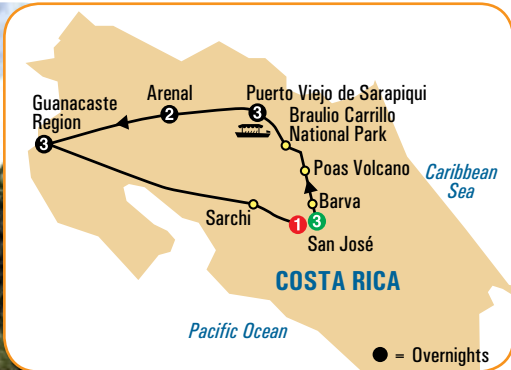 Guanacaste
Region
3
Arenal
2
Puerto Viejo de Sarapiqui
3
Braulio Carrillo
National Park
Poas Volcano
Caribbean
Sea
Barva
Sarchi
1
3
San José
COSTA RICA
Pacific Ocean
= Overnights